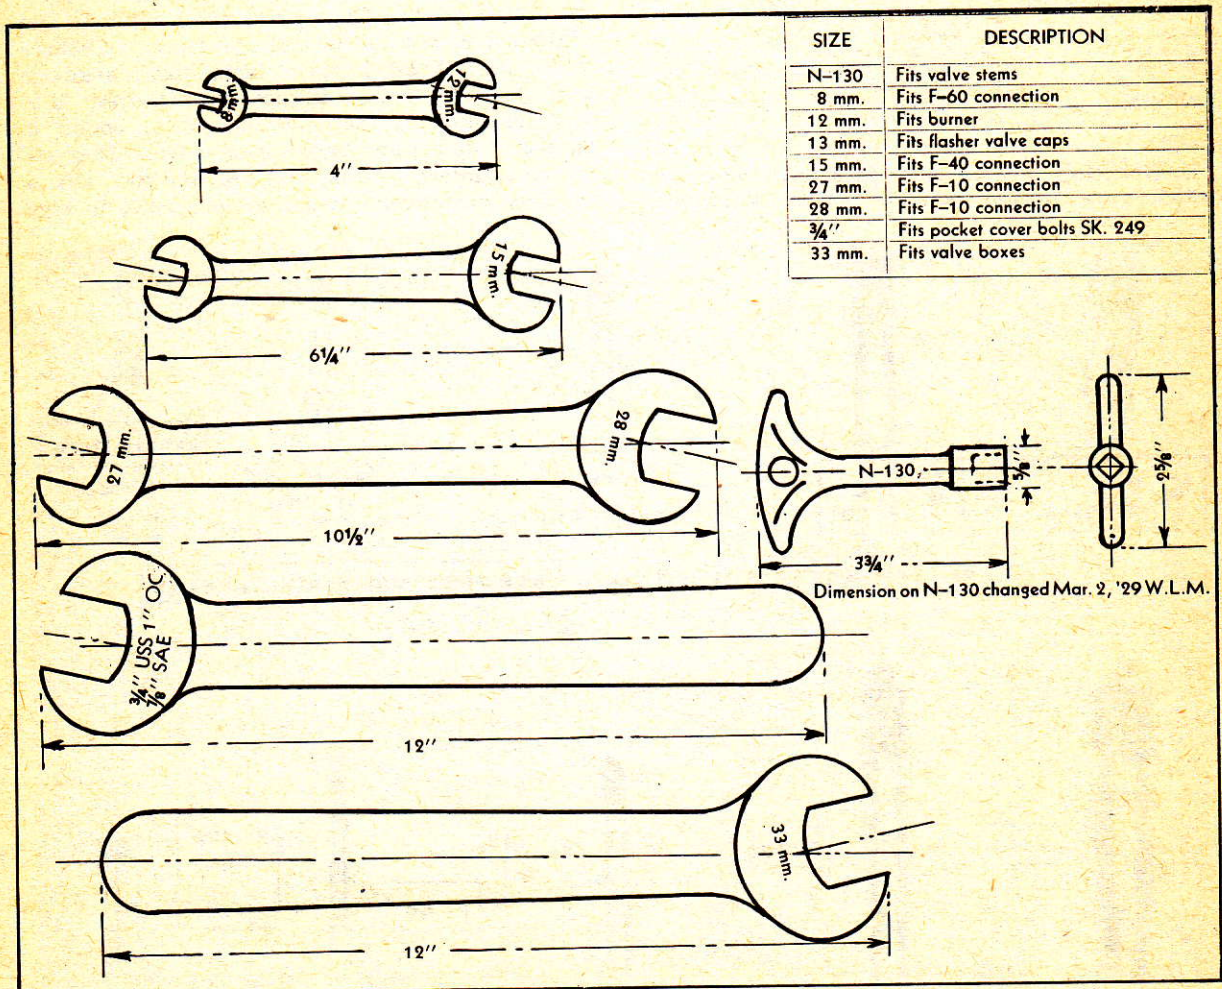 SIZE DESCRIPTION
N–130 Fits valve stems
8 mm. Fits F–60 connection
12 mm. Fits burner
13 mm. Fits flasher valve caps
15 mm. Fits F–40 connection
27 mm. Fits F–10 connection
28 mm. Fits F–10 connection
¾″ Fits pocket cover bolts SK. 249
33 mm. Fits valve boxes
8 mm. 12 mm.
4″
15 mm.
6¼″
27 mm. 28 mm.
10½″
N–130
⅝″
2⅝″
3¾″
Dimension on N–130 changed Mar. 2, '29 W.L.M.
¾″ USS 1″ OC
⅞″ SAE
12″
33 mm.
12″